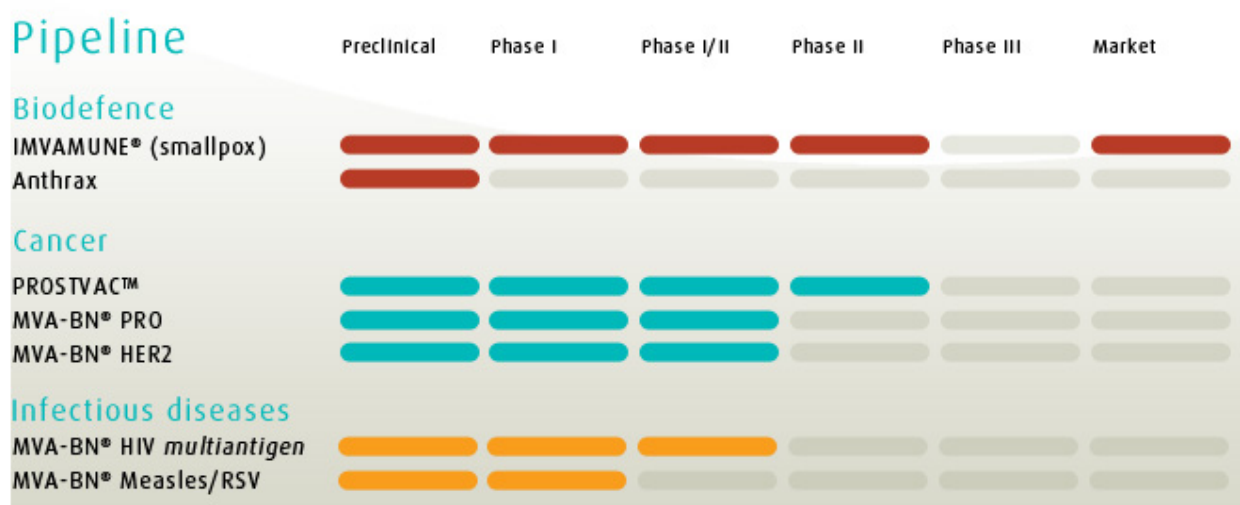 Pipeline Preclinical Phase I Phase I/II Phase II Phase III Market
Biodefence
IMVAMUNE® (smallpox)
Anthrax
Cancer
PROSTVAC™
MVA-BN® PRO
MVA-BN® HER2
Infectious diseases
MVA-BN® HIV multiantigen
MVA-BN® Measles/RSV